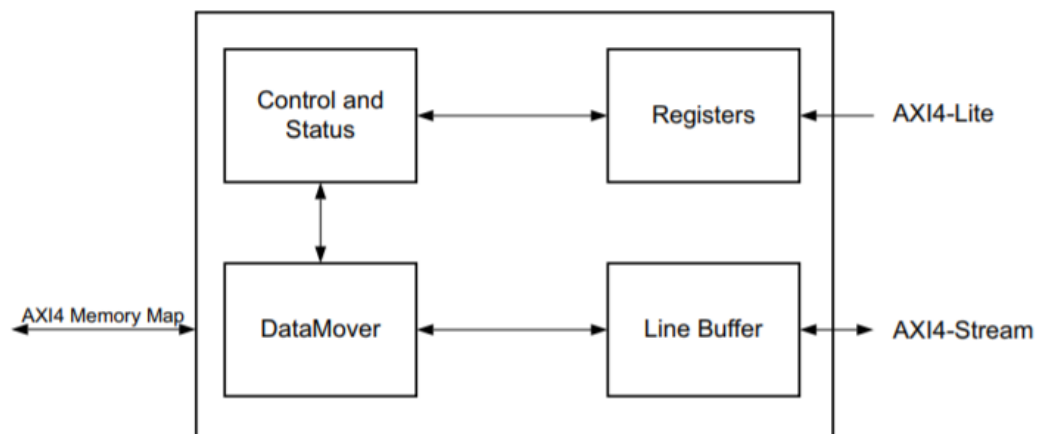 Control and
Status
Registers
AXI4-Lite
AXI4 Memory Map
DataMover
Line Buffer
AXI4-Stream